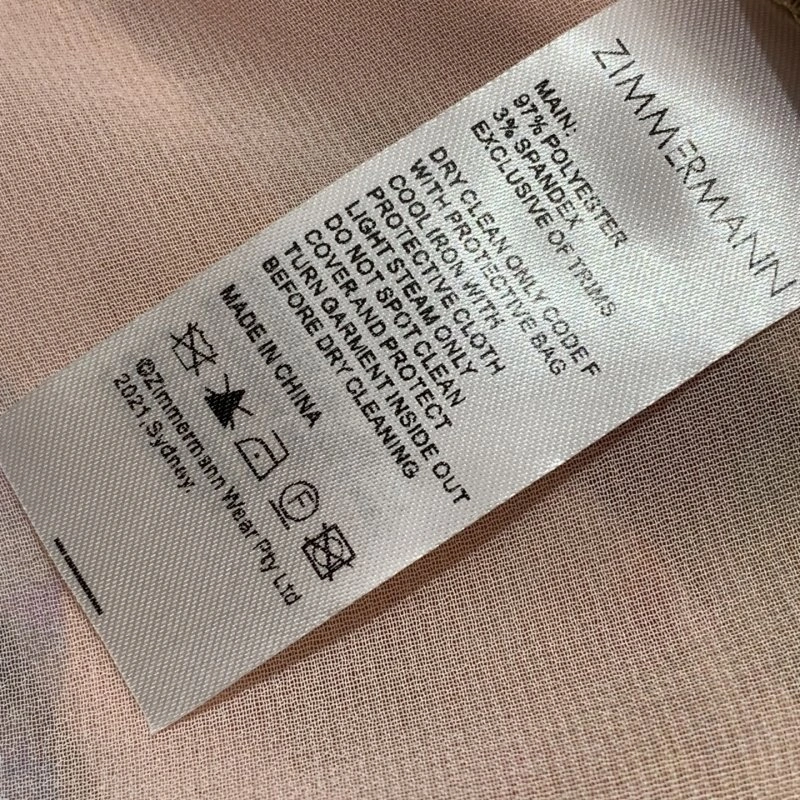 ZIMMERMANN
MAIN:
97% POLYESTER
3% SPANDEX
EXCLUSIVE OF TRIMS
DRY CLEAN ONLY CODE F
WITH PROTECTIVE BAG
COOL IRON WITH
PROTECTIVE CLOTH
LIGHT STEAM ONLY
DO NOT SPOT CLEAN
COVER AND PROTECT
TURN GARMENT INSIDE OUT
BEFORE DRY CLEANING
MADE IN CHINA
F
©Zimmermann Wear Pty Ltd
2021, Sydney.